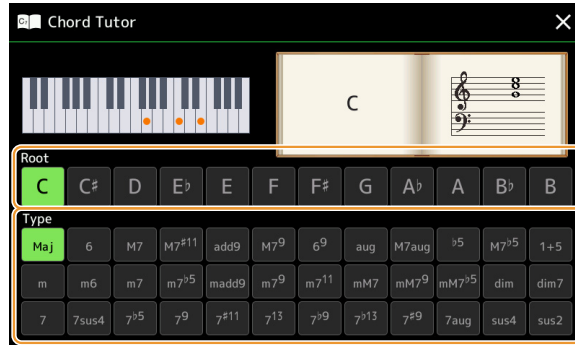 C7 Chord Tutor
C
Root
C C♯ D E♭ E F F♯ G A♭ A B♭ B
Type
Maj 6 M7 M7♯11 add9 M7⁹ 6⁹ aug M7aug ♭5 M7♭5 1+5
m m6 m7 m7♭5 madd9 m7⁹ m7¹¹ mM7 mM7⁹ mM7♭5 dim dim7
7 7sus4 7♭5 7⁹ 7♯11 7¹³ 7♭9 7♭13 7♯9 7aug sus4 sus2